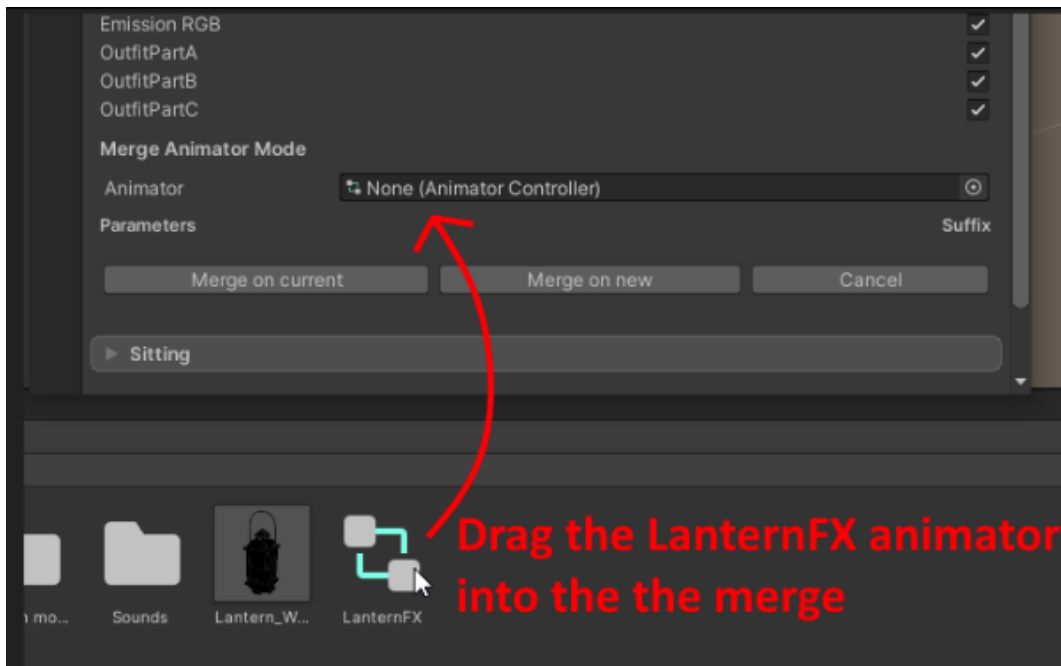 Emission RGB
OutfitPartA
OutfitPartB
OutfitPartC
Merge Animator Mode
Animator None (Animator Controller)
Parameters Suffix
Merge on current Merge on new Cancel
Sitting
Drag the LanternFX animator
into the the merge
mo... Sounds Lantern_W... LanternFX